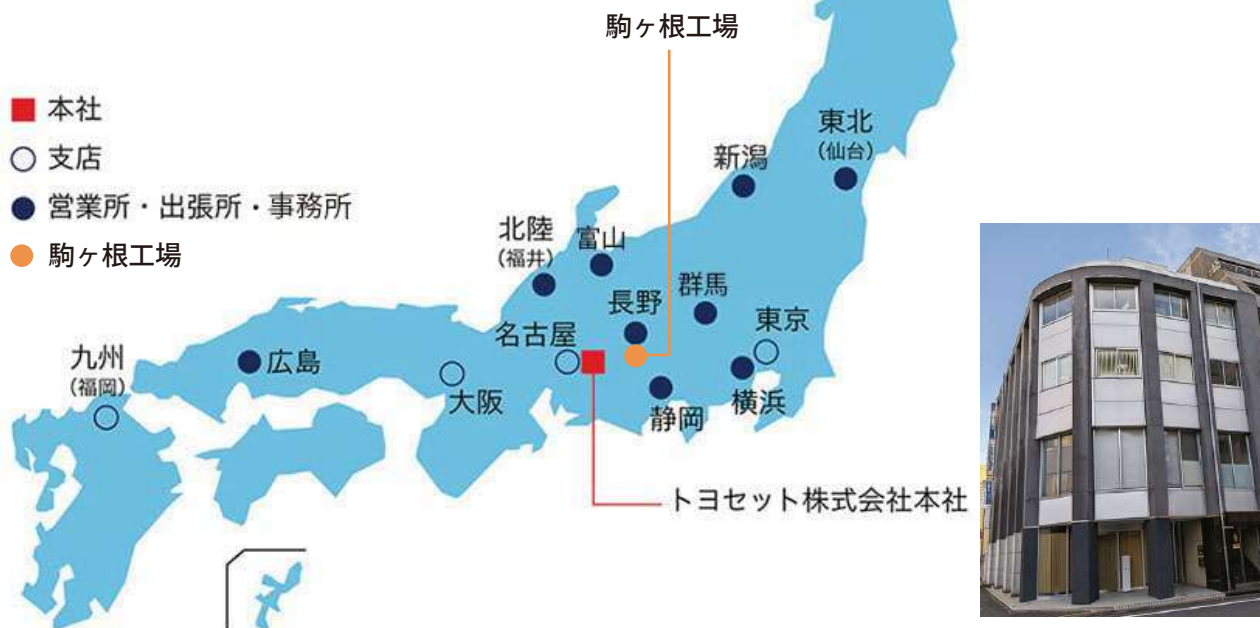 駒ヶ根工場
本社
支店
営業所・出張所・事務所
駒ヶ根工場
東北
(仙台)
新潟
北陸
(福井)
富山
長野
群馬
名古屋
東京
九州
(福岡)
広島
大阪
静岡
横浜
トヨセット株式会社本社